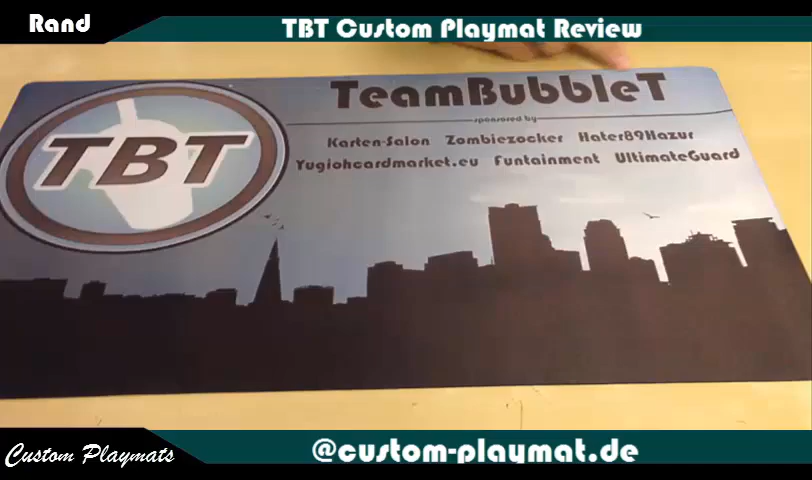 Rand
TBT Custom Playmat Review
TeamBubbleT
sponsored by
Karten-Salon Zombiezocker Hater89Hazur
Yugiohcardmarket.eu Funtainment UltimateGuard
TBT
Custom Playmats
@custom-playmat.de